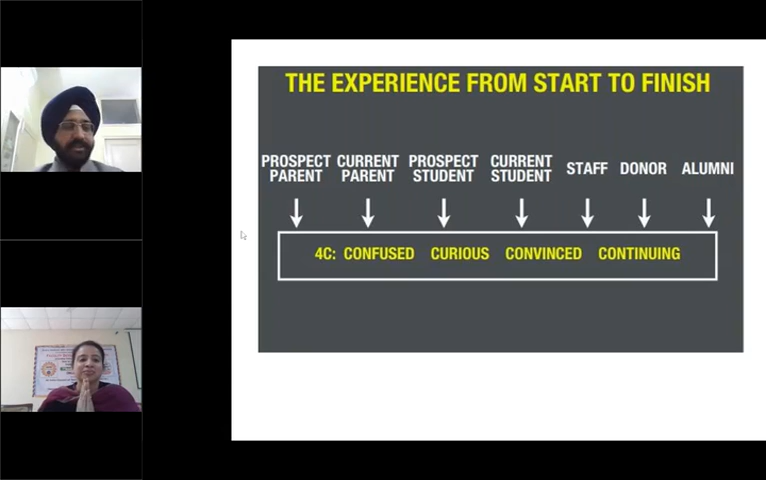 THE EXPERIENCE FROM START TO FINISH
PROSPECT PARENT CURRENT PARENT PROSPECT STUDENT CURRENT STUDENT STAFF DONOR ALUMNI
4C: CONFUSED CURIOUS CONVINCED CONTINUING